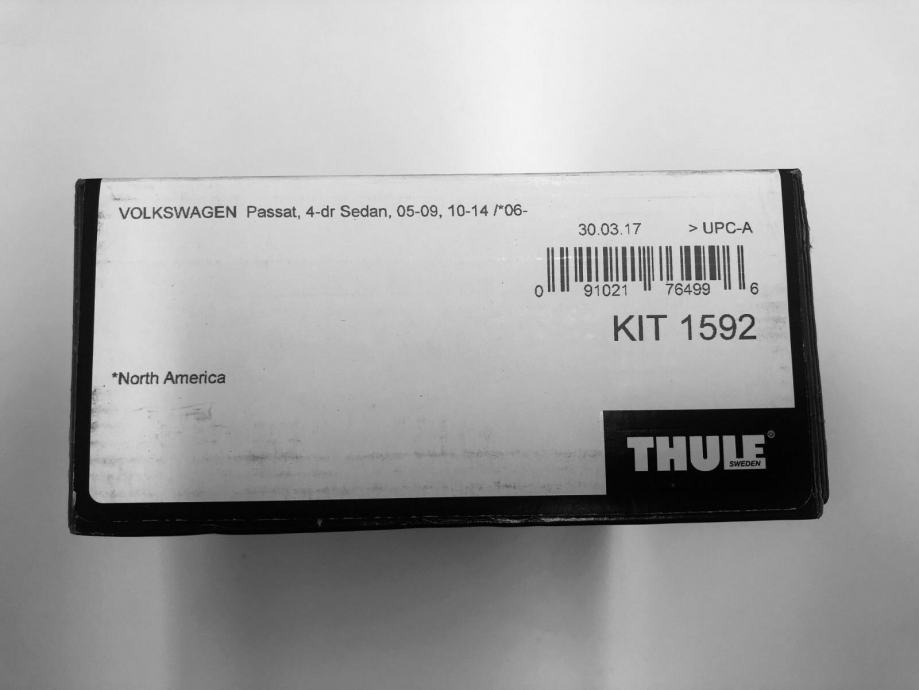 VOLKSWAGEN Passat, 4-dr Sedan, 05-09, 10-14 /*06-
30.03.17 > UPC-A
0 91021 76499 6
KIT 1592
*North America
THULE®
SWEDEN